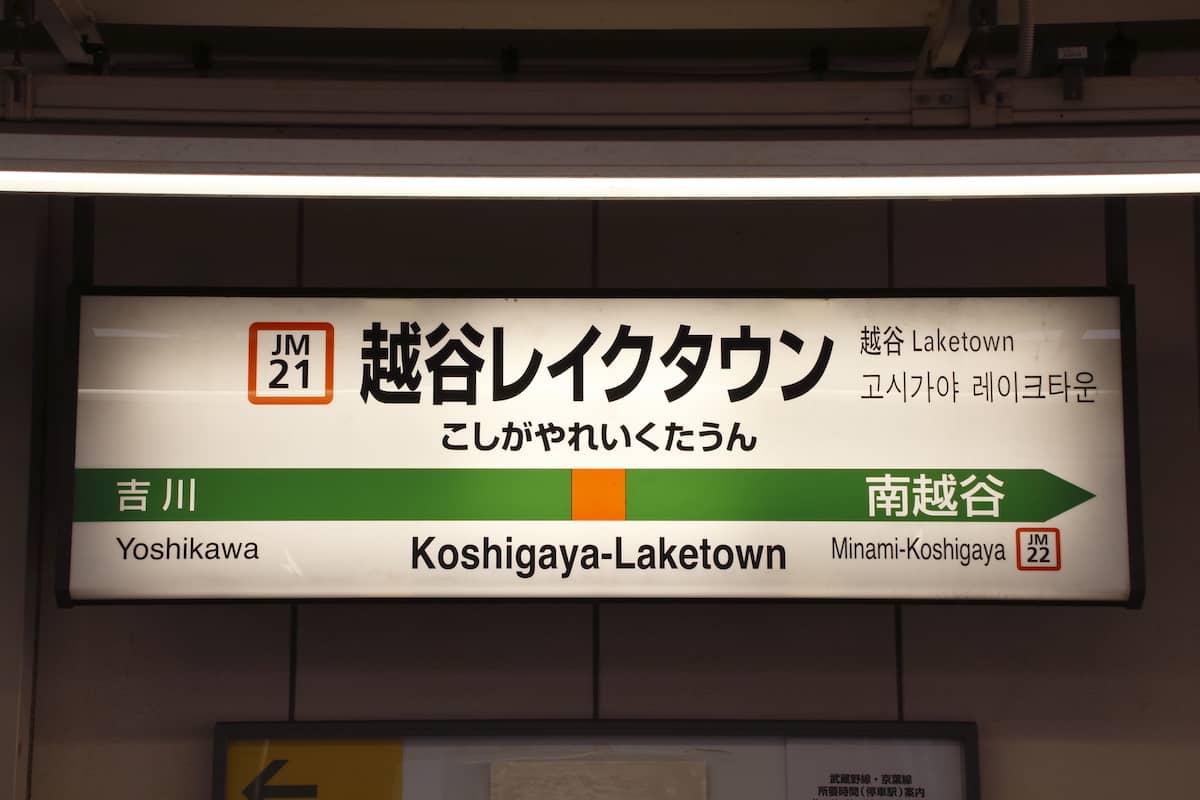 JM
21
越谷レイクタウン
越谷 Laketown
고시가야 레이크타운
こしがやれいくたうん
吉川
南越谷
Yoshikawa
Koshigaya-Laketown
Minami-Koshigaya
JM
22
武蔵野線・京葉線
所要時間（停車駅）案内